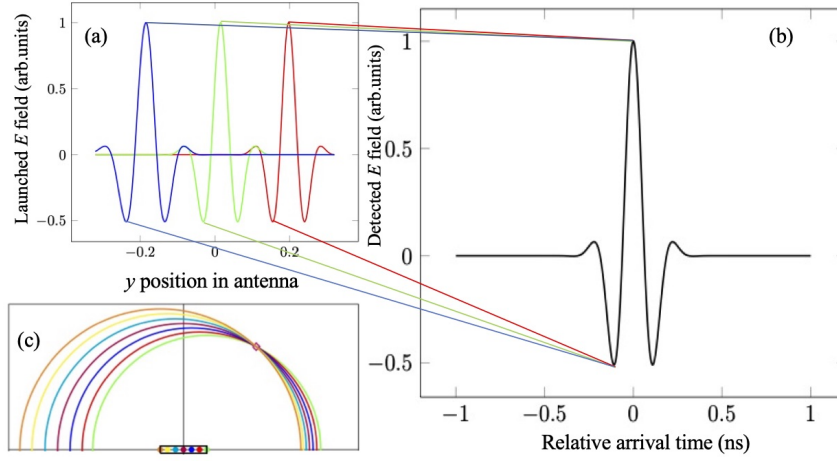 (a)
Launched E field (arb.units)
1
0.5
0
−0.5
−0.2
0
0.2
y position in antenna
(b)
Detected E field (arb.units)
1
0.5
0
−0.5
−1
−0.5
0
0.5
1
Relative arrival time (ns)
(c)